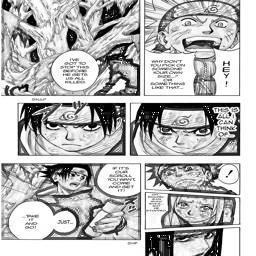 I'VE
GOT TO
STOP THIS
BEFORE
HE GETS
US ALL
KILLED!
WHY DON'T
YOU PICK ON
SOMEONE
YOUR OWN
SIZE..."
OR
SOMETHING
LIKE THAT...
HEY!
THIS IS
ALL I
CAN
THINK
OF
IF IT'S
OUR
SCROLL
YOU WANT,
COME
AND GET
IT!
JUST...
...TAKE
IT
AND
GO!
!